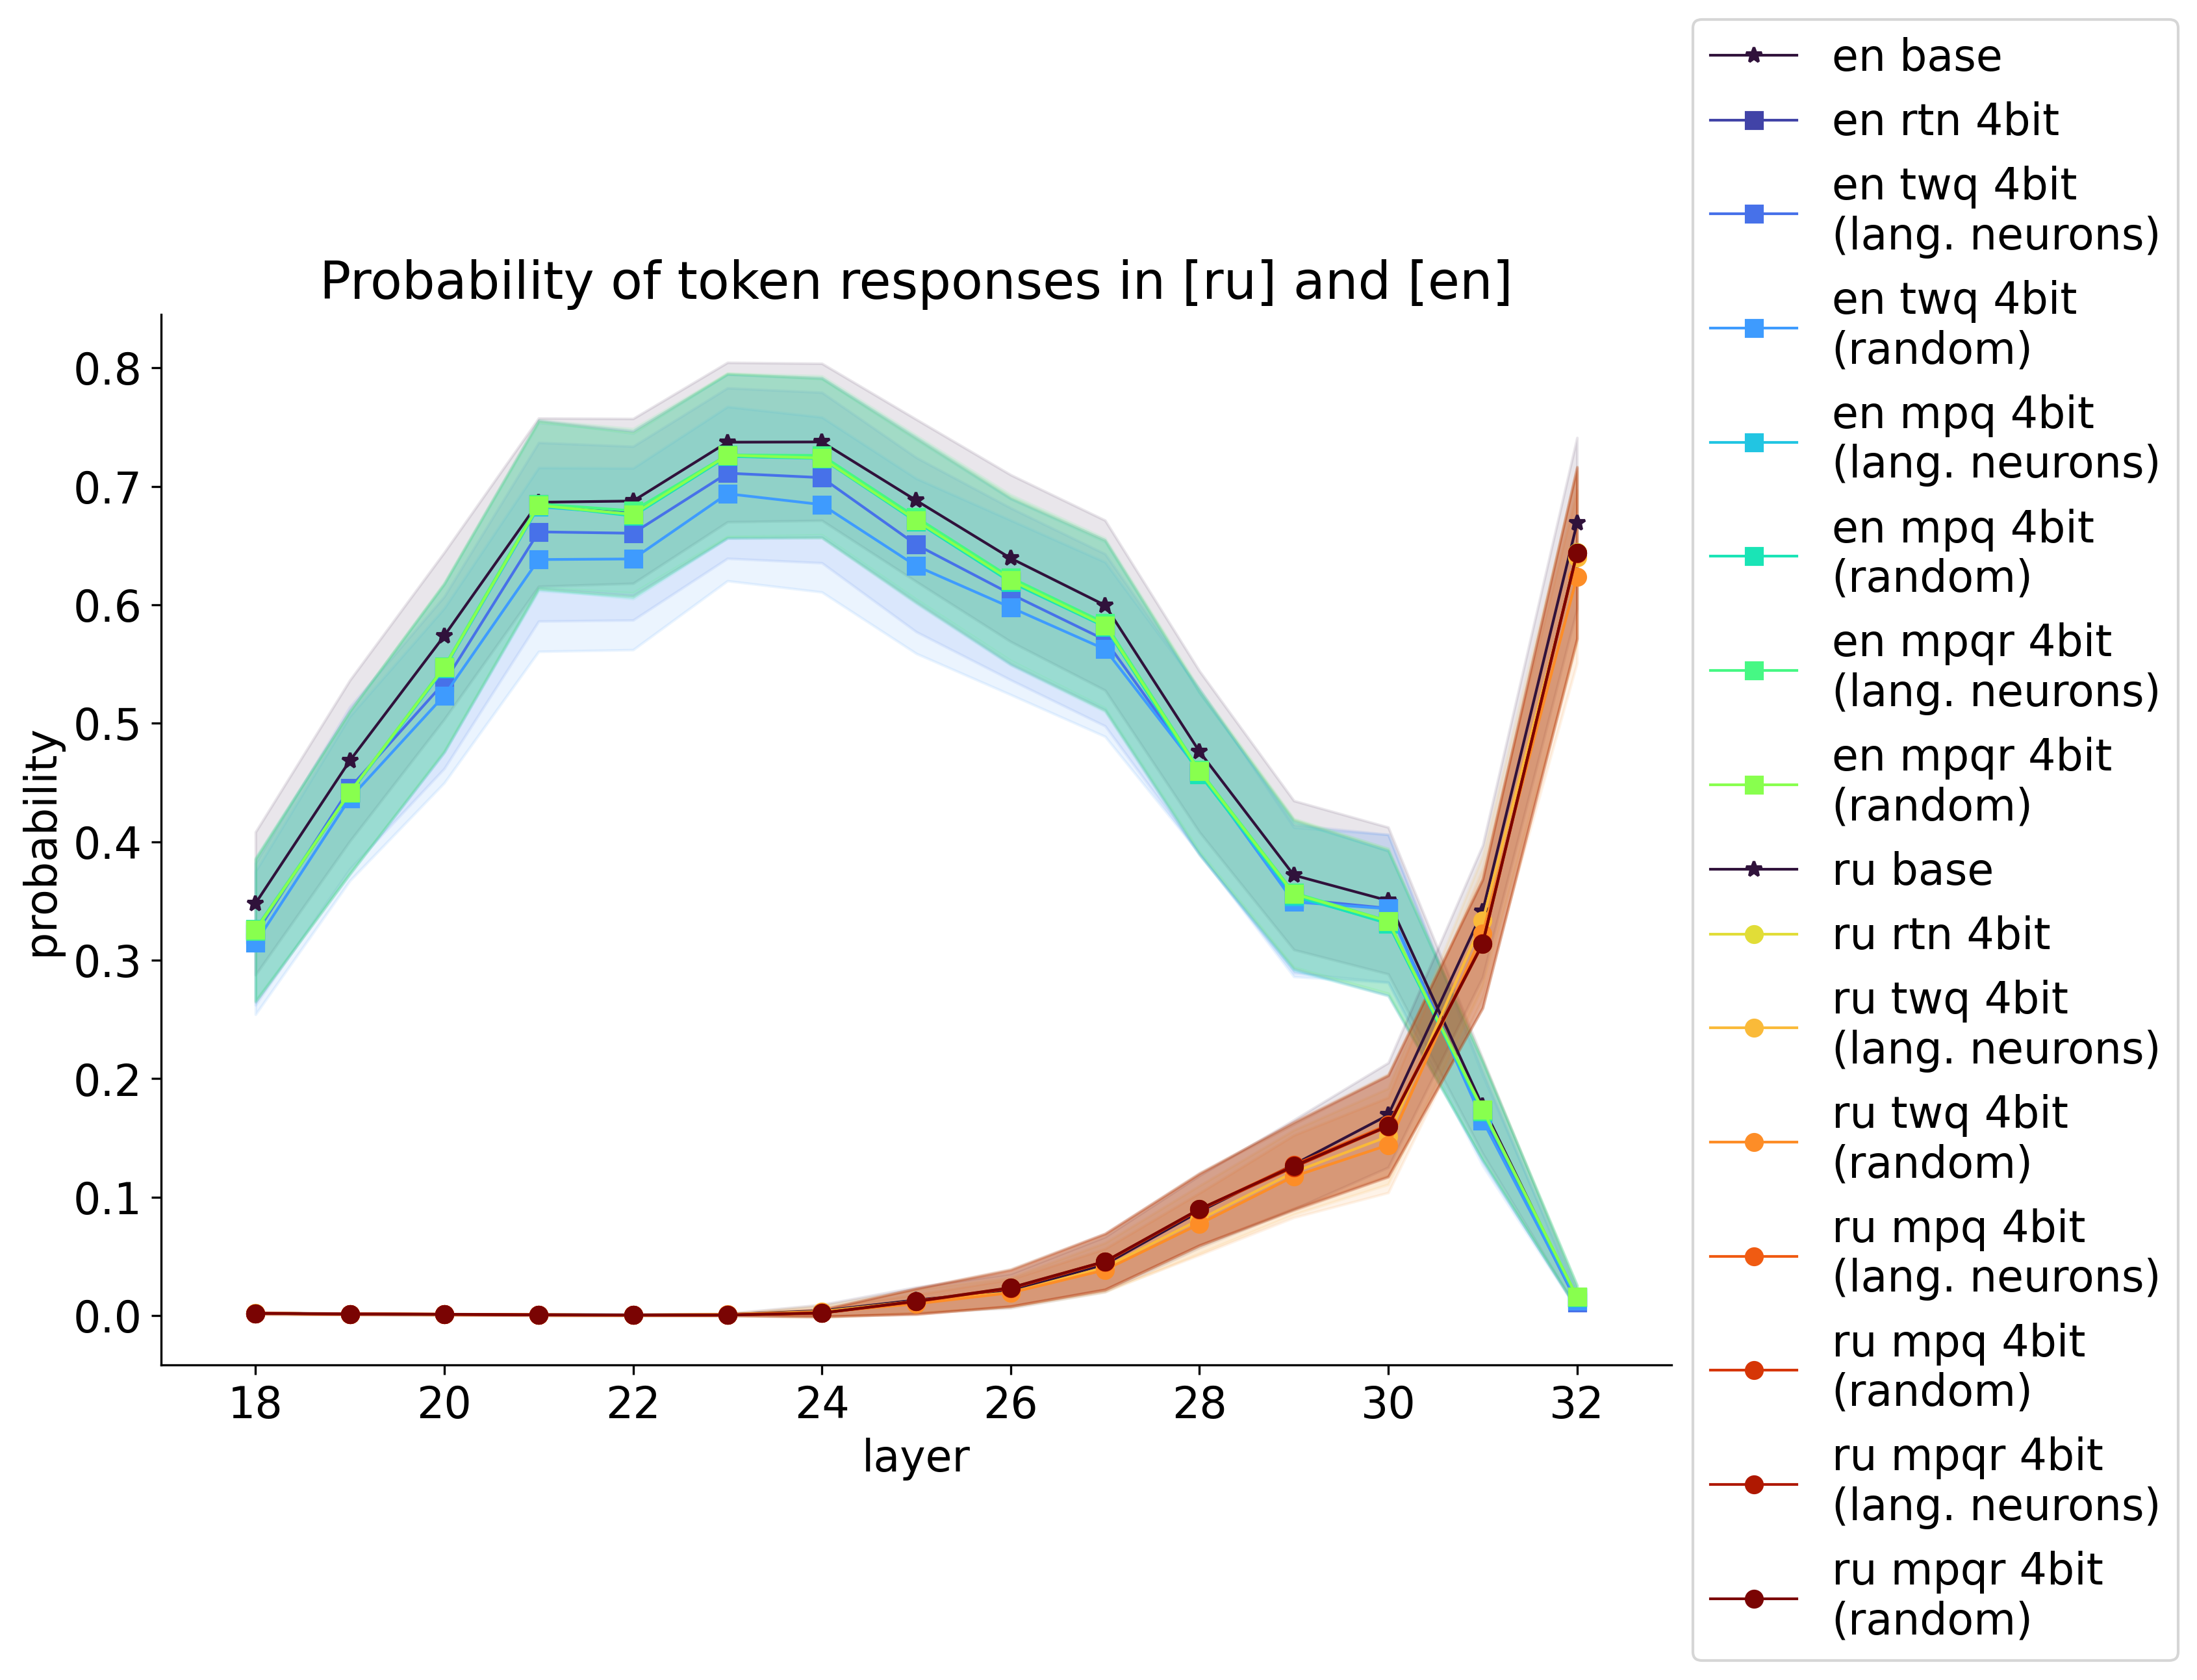 Probability of token responses in [ru] and [en]
probability
0.8
0.7
0.6
0.5
0.4
0.3
0.2
0.1
0.0
18 20 22 24 26 28 30 32
layer
en base
en rtn 4bit
en twq 4bit
(lang. neurons)
en twq 4bit
(random)
en mpq 4bit
(lang. neurons)
en mpq 4bit
(random)
en mpqr 4bit
(lang. neurons)
en mpqr 4bit
(random)
ru base
ru rtn 4bit
ru twq 4bit
(lang. neurons)
ru twq 4bit
(random)
ru mpq 4bit
(lang. neurons)
ru mpq 4bit
(random)
ru mpqr 4bit
(lang. neurons)
ru mpqr 4bit
(random)